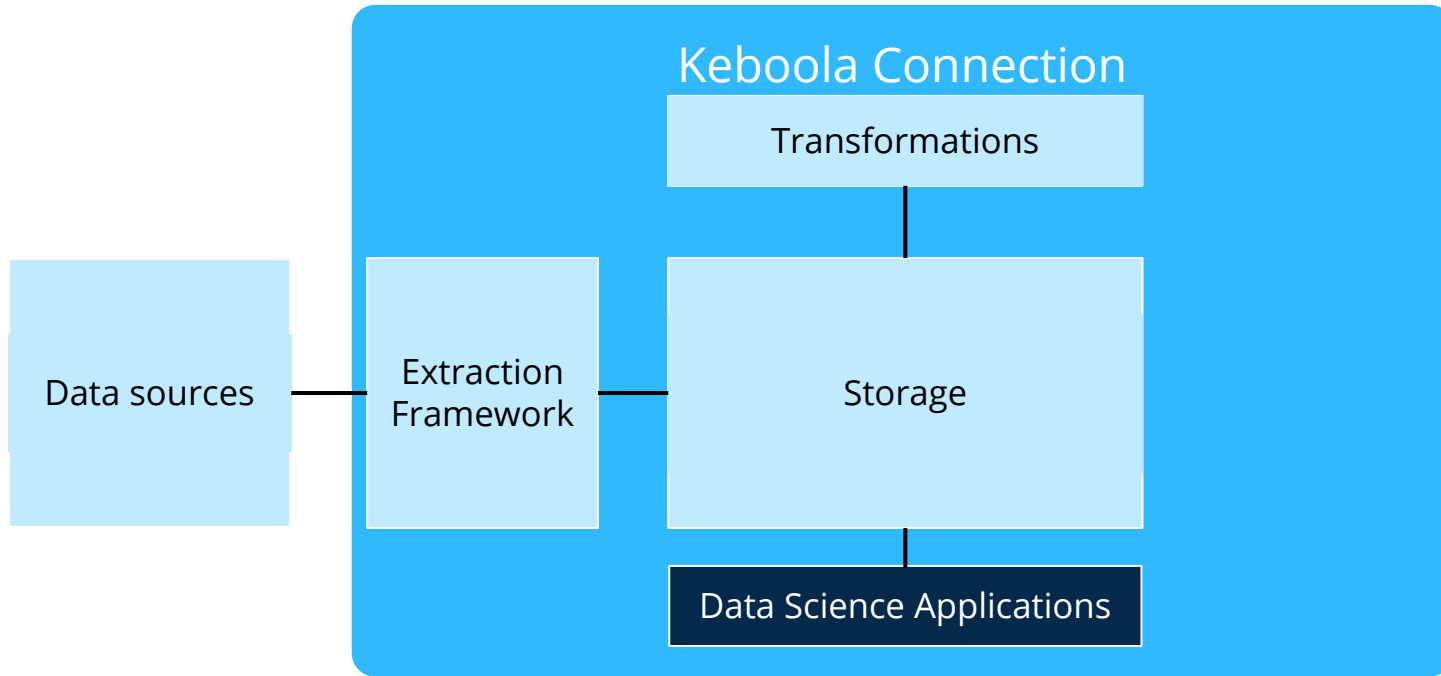 Keboola Connection
Transformations
Data sources
Extraction
Framework
Storage
Data Science Applications